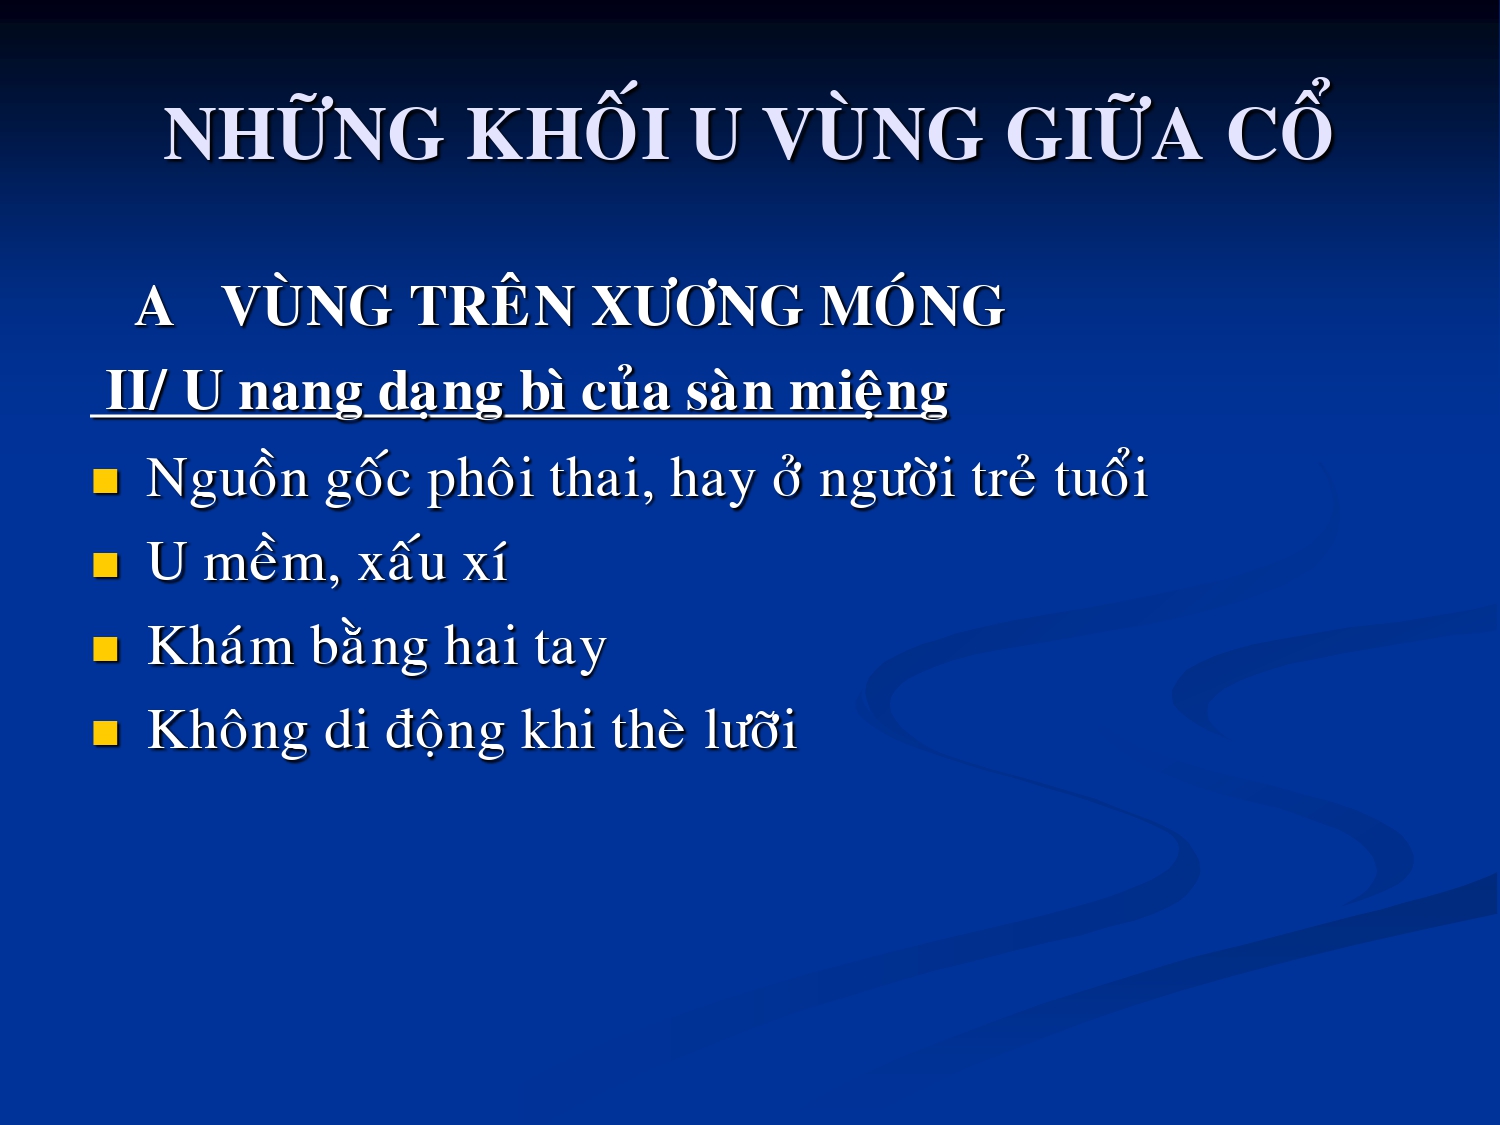 NHỮNG KHỐI U VÙNG GIỮA CỔ
A VÙNG TRÊN XƯƠNG MÓNG
II/ U nang dạng bì của sàn miệng
Nguồn gốc phôi thai, hay ở người trẻ tuổi
U mềm, xấu xí
Khám bằng hai tay
Không di động khi thè lưỡi